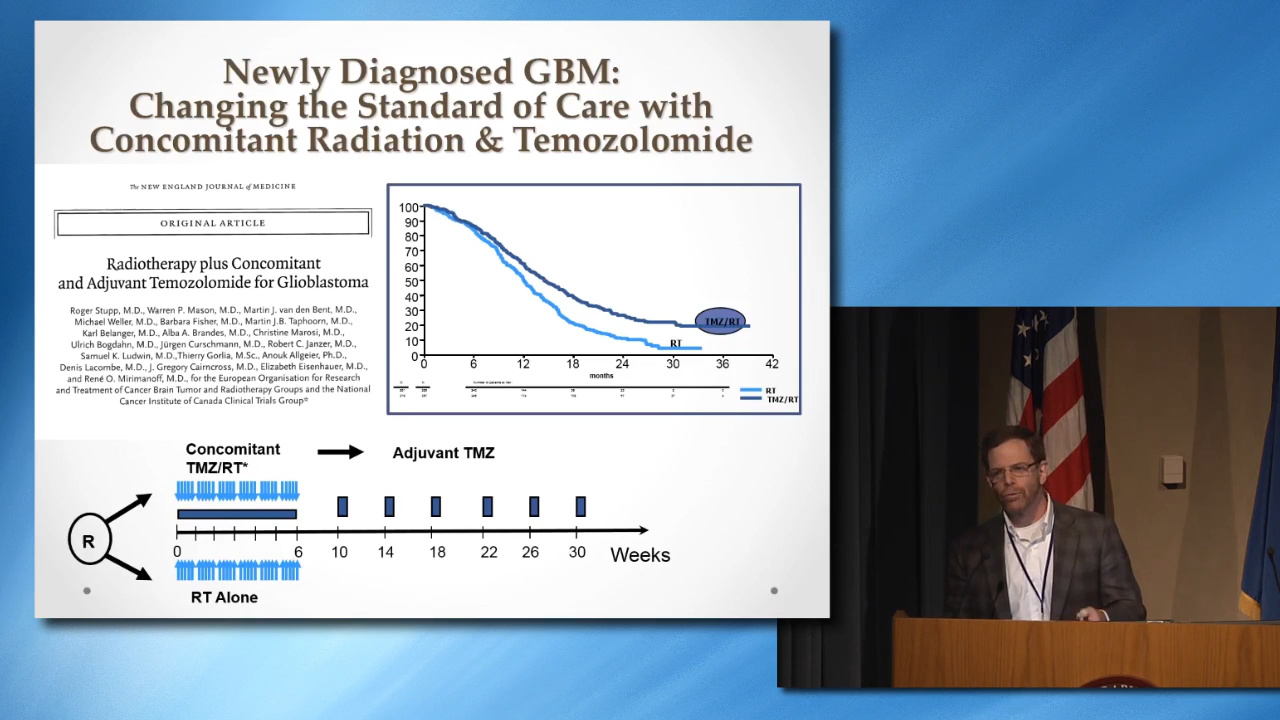 Newly Diagnosed GBM:
Changing the Standard of Care with
Concomitant Radiation & Temozolomide
The NEW ENGLAND JOURNAL of MEDICINE
ORIGINAL ARTICLE
Radiotherapy plus Concomitant
and Adjuvant Temozolomide for Glioblastoma
Roger Stupp, M.D., Warren P. Mason, M.D., Martin J. van den Bent, M.D.,
Michael Weller, M.D., Barbara Fisher, M.D., Martin J.B. Taphoorn, M.D.,
Karl Belanger, M.D., Alba A. Brandes, M.D., Christine Marosi, M.D.,
Ulrich Bogdahn, M.D., Jürgen Curschmann, M.D., Robert C. Janzer, M.D.,
Samuel K. Ludwin, M.D., Thierry Gorlia, M.Sc., Anouk Allgeier, Ph.D.,
Denis Lacombe, M.D., J. Gregory Cairncross, M.D., Elizabeth Eisenhauer, M.D.,
and René O. Mirimanoff, M.D., for the European Organisation for Research
and Treatment of Cancer Brain Tumor and Radiotherapy Groups and the National
Cancer Institute of Canada Clinical Trials Group*
100
90
80
70
60
50
40
30
20
10
0
TMZ/RT
RT
0 6 12 18 24 30 36 42
months
RT
TMZ/RT
Concomitant
TMZ/RT*
Adjuvant TMZ
R
0 6 10 14 18 22 26 30 Weeks
RT Alone